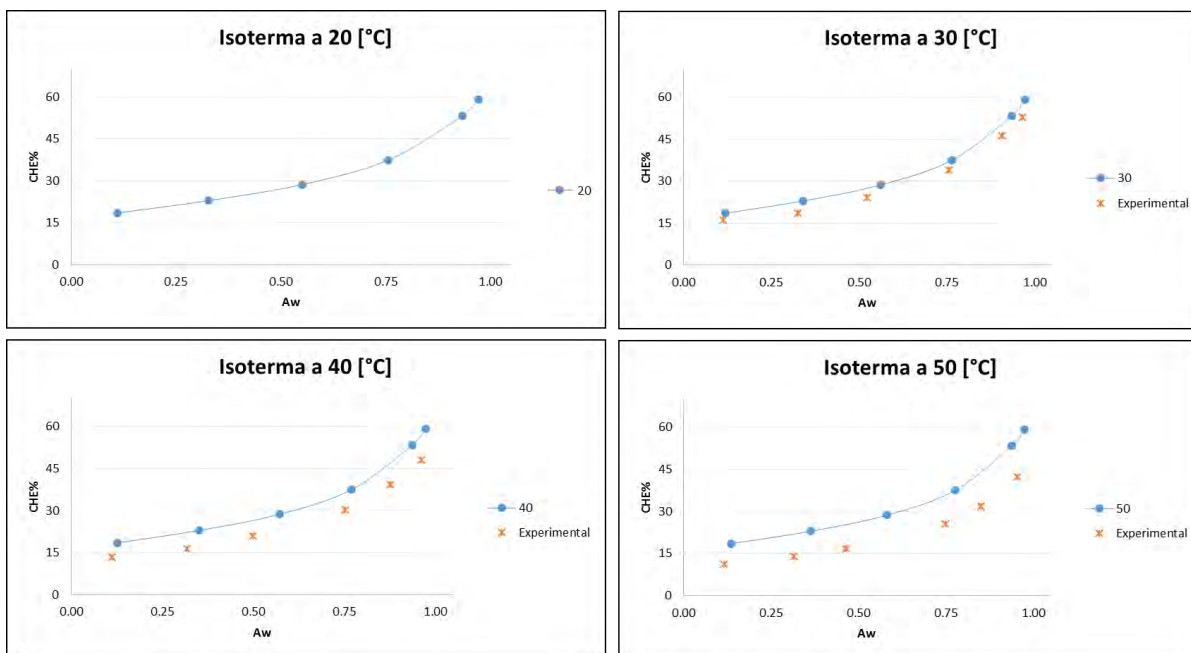 Isoterma a 20 [°C]
60
45
30
15
0
CHE%
0.00 0.25 0.50 0.75 1.00
Aw
20
Isoterma a 30 [°C]
60
45
30
15
0
CHE%
0.00 0.25 0.50 0.75 1.00
Aw
30
Experimental
Isoterma a 40 [°C]
60
45
30
15
0
CHE%
0.00 0.25 0.50 0.75 1.00
Aw
40
Experimental
Isoterma a 50 [°C]
60
45
30
15
0
CHE%
0.00 0.25 0.50 0.75 1.00
Aw
50
Experimental